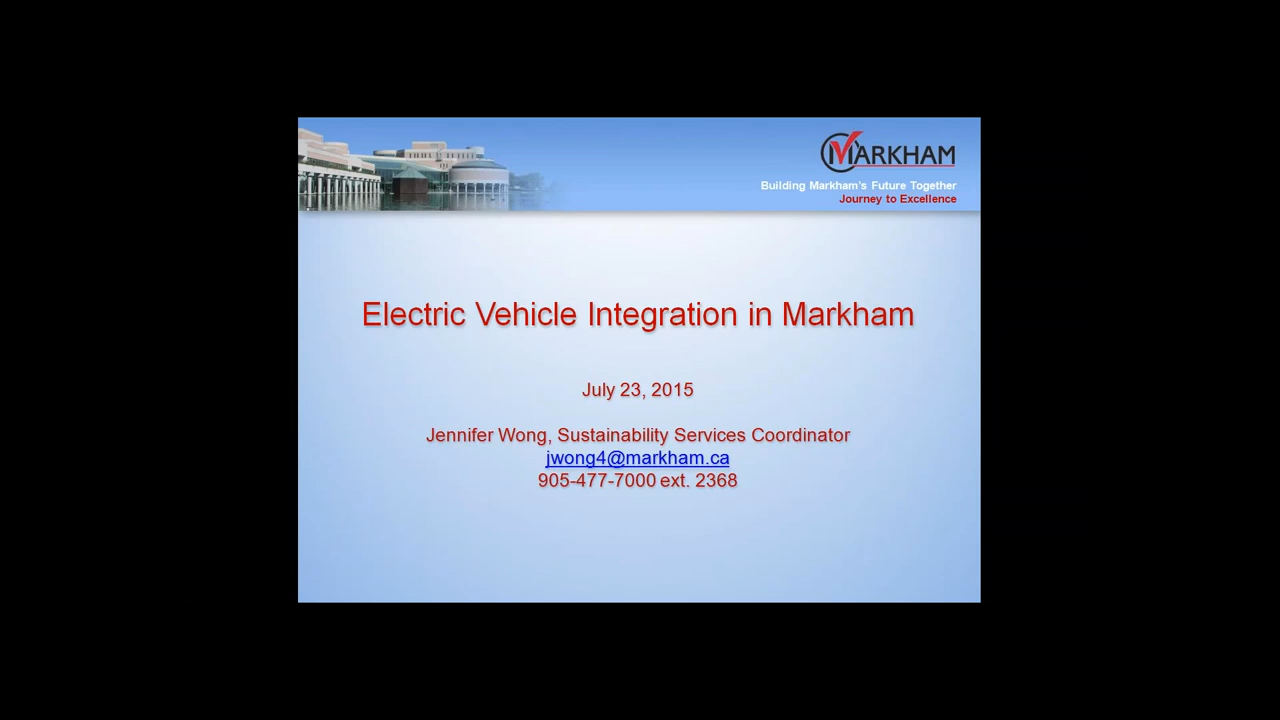 MARKHAM
Building Markham's Future Together
Journey to Excellence
Electric Vehicle Integration in Markham
July 23, 2015
Jennifer Wong, Sustainability Services Coordinator
jwong4@markham.ca
905-477-7000 ext. 2368